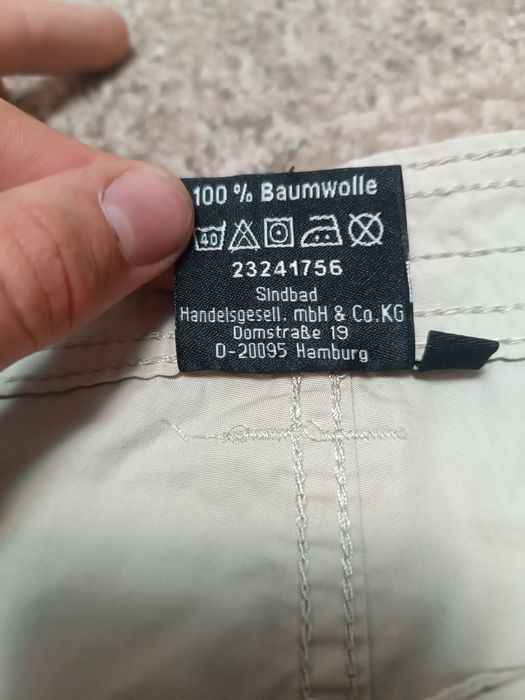 100 % Baumwolle
40
23241756
Sindbad
Handelsgesell. mbH & Co.KG
Domstraße 19
D-20095 Hamburg